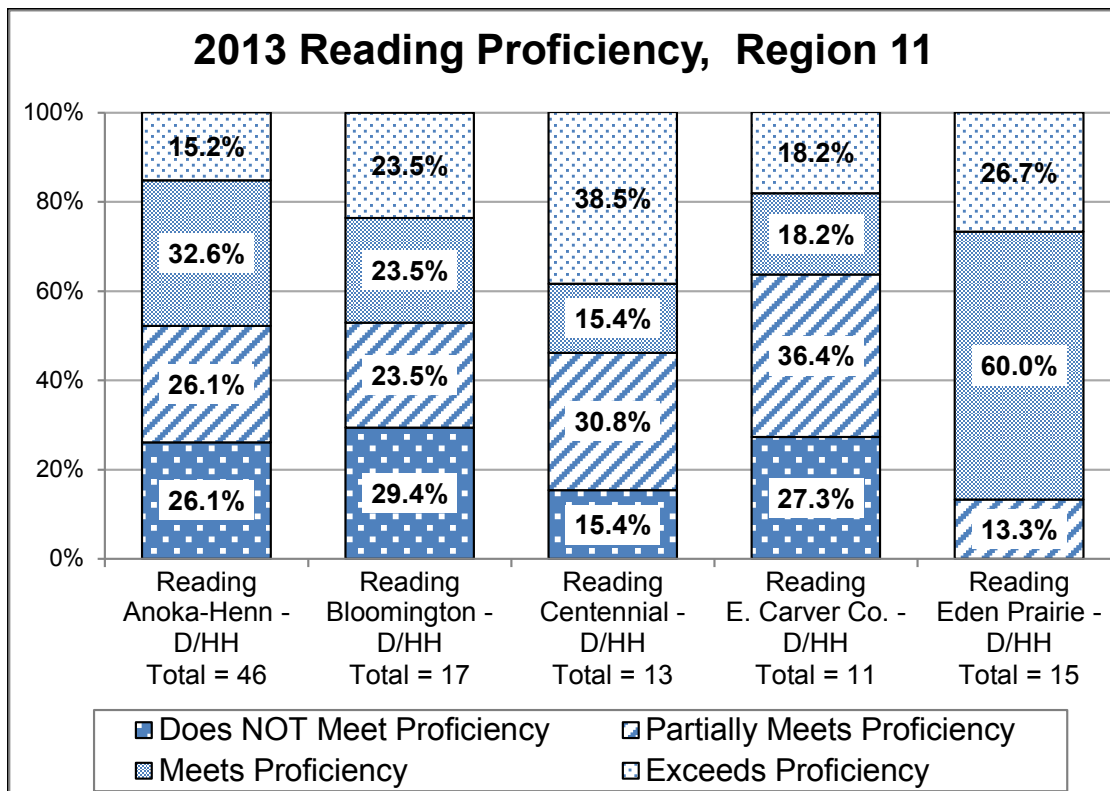 2013 Reading Proficiency, Region 11
100%
80%
60%
40%
20%
0%
15.2%
32.6%
26.1%
26.1%
23.5%
23.5%
23.5%
29.4%
38.5%
15.4%
30.8%
15.4%
18.2%
18.2%
36.4%
27.3%
26.7%
60.0%
13.3%
Reading
Anoka-Henn -
D/HH
Total = 46
Reading
Bloomington -
D/HH
Total = 17
Reading
Centennial -
D/HH
Total = 13
Reading
E. Carver Co. -
D/HH
Total = 11
Reading
Eden Prairie -
D/HH
Total = 15
Does NOT Meet Proficiency
Partially Meets Proficiency
Meets Proficiency
Exceeds Proficiency